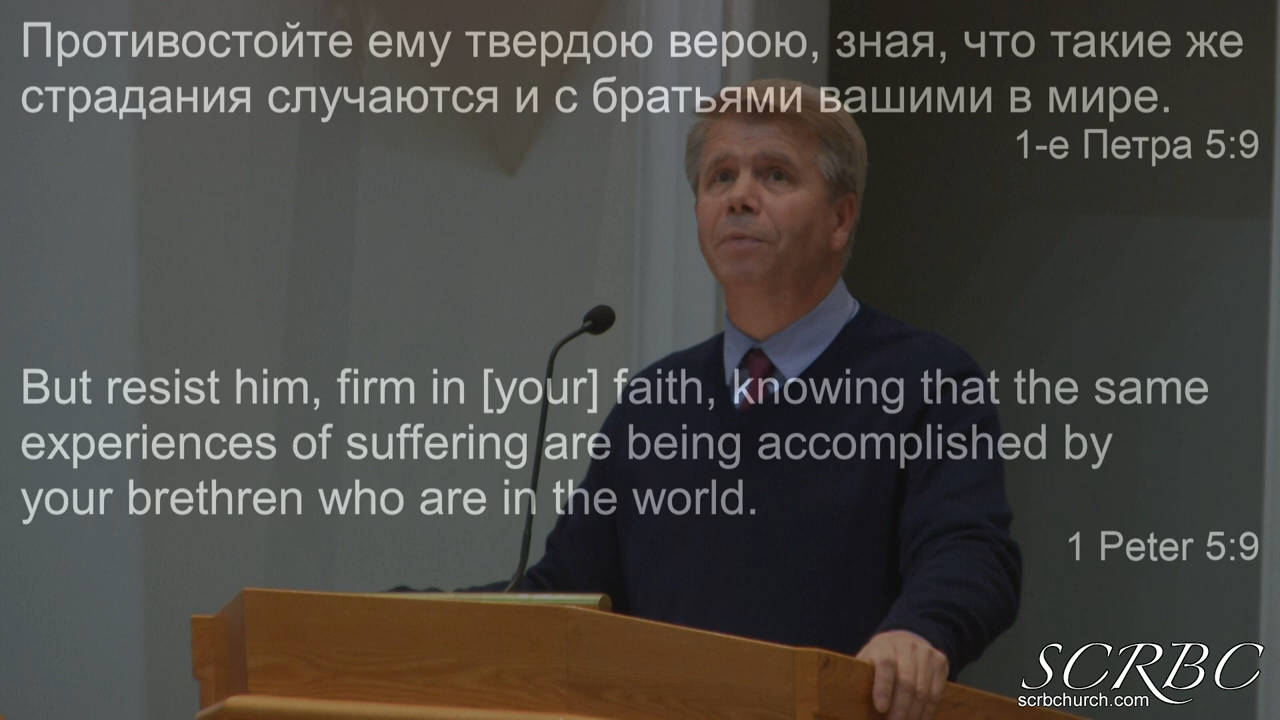 Противостойте ему твердою верою, зная, что такие же
страдания случаются и с братьями вашими в мире.
1-е Петра 5:9
But resist him, firm in [your] faith, knowing that the same
experiences of suffering are being accomplished by
your brethren who are in the world.
1 Peter 5:9
SCRBC
scrbchurch.com